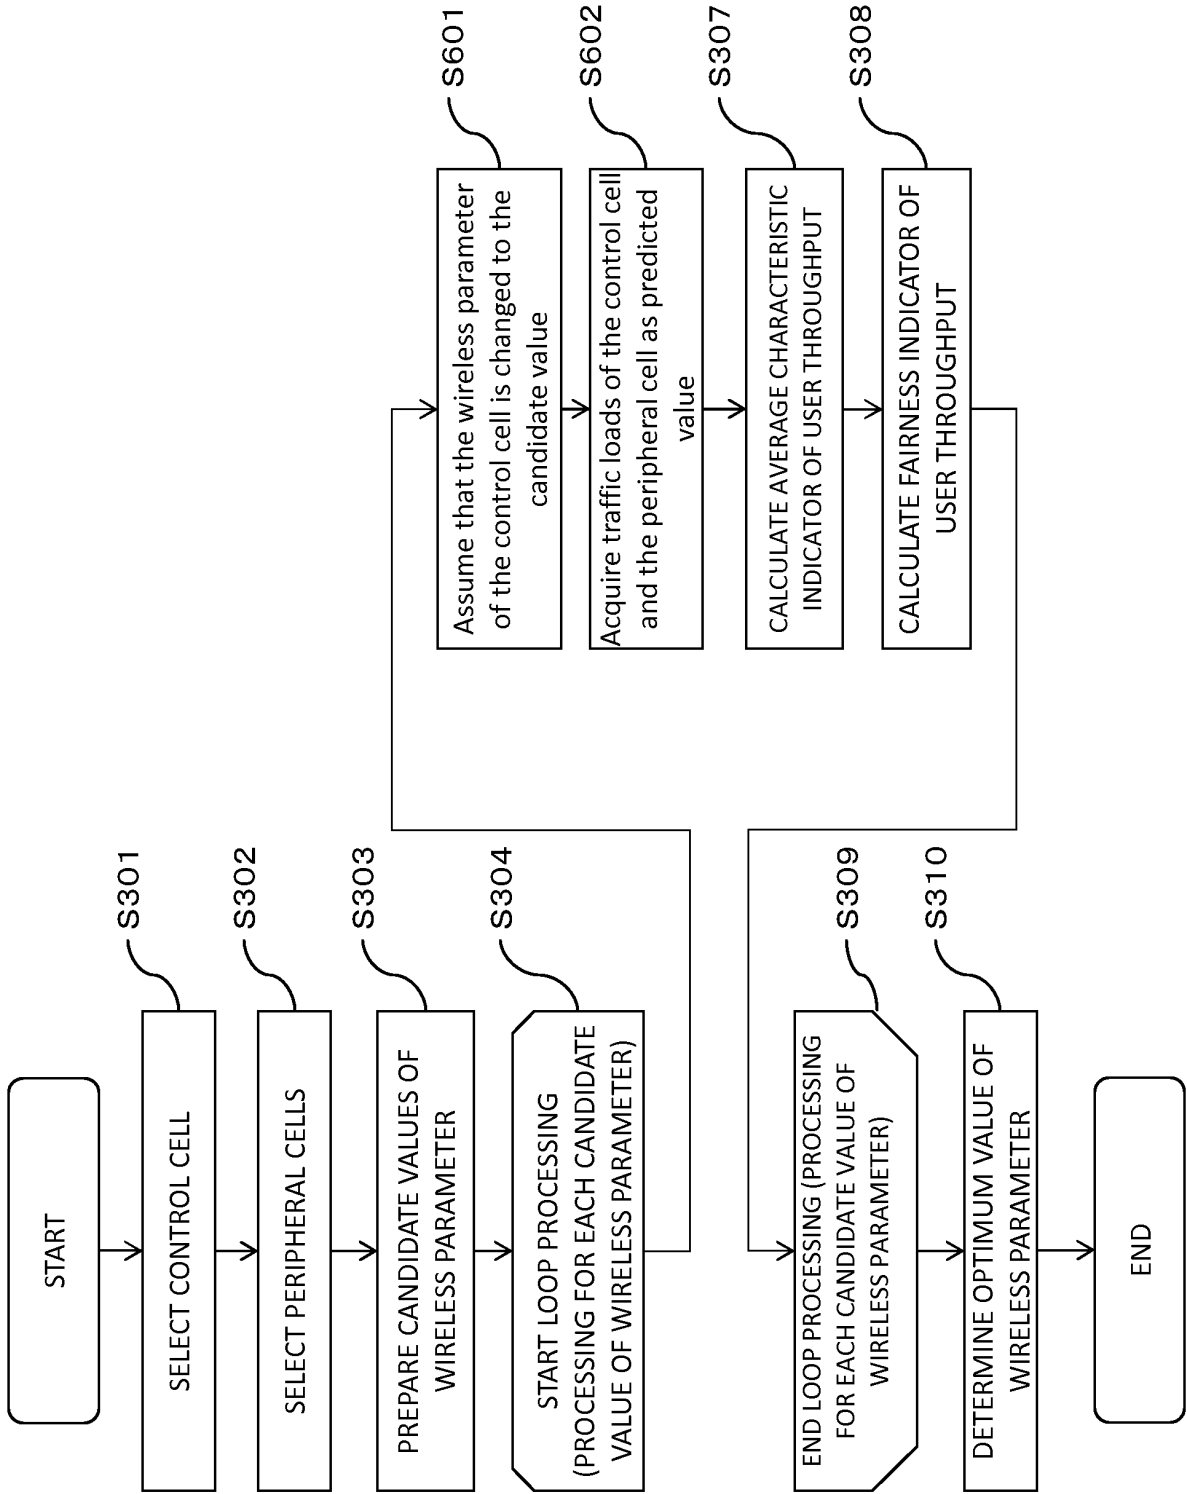 START
SELECT CONTROL CELL
S301
SELECT PERIPHERAL CELLS
S302
PREPARE CANDIDATE VALUES OF
WIRELESS PARAMETER
S303
START LOOP PROCESSING
(PROCESSING FOR EACH CANDIDATE
VALUE OF WIRELESS PARAMETER)
S304
Assume that the wireless parameter
of the control cell is changed to the
candidate value
S601
Acquire traffic loads of the control cell
and the peripheral cell as predicted
value
S602
CALCULATE AVERAGE CHARACTERISTIC
INDICATOR OF USER THROUGHPUT
S307
CALCULATE FAIRNESS INDICATOR OF
USER THROUGHPUT
S308
END LOOP PROCESSING (PROCESSING
FOR EACH CANDIDATE VALUE OF
WIRELESS PARAMETER)
S309
DETERMINE OPTIMUM VALUE OF
WIRELESS PARAMETER
S310
END